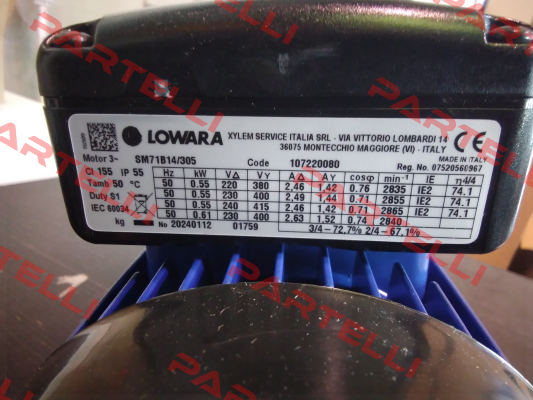 LOWARA
XYLEM SERVICE ITALIA SRL - VIA VITTORIO LOMBARDI 14
36075 MONTECCHIO MAGGIORE (VI) - ITALY
MADE IN ITALY
Motor 3~ SM71B14/305 Code 107220080 Reg. No. 07520560967
Cl 155 IP 55 Hz kW V△ VY A△ AY cosφ min⁻¹ IE η4/4
Tamb 50 °C 50 0.55 220 380 2,46 1,42 0.76 2835 IE2 74.1
Duty S1 50 0.55 230 400 2,49 1,44 0.71 2855 IE2 74.1
IEC 60034 50 0.55 240 415 2,46 1,42 0.71 2865 IE2 74.1
kg 50 0.61 230 400 2,63 1,52 0.74 2840
No 20240112 01759 3/4 – 72,7% 2/4 – 67.1%
PARTELLI